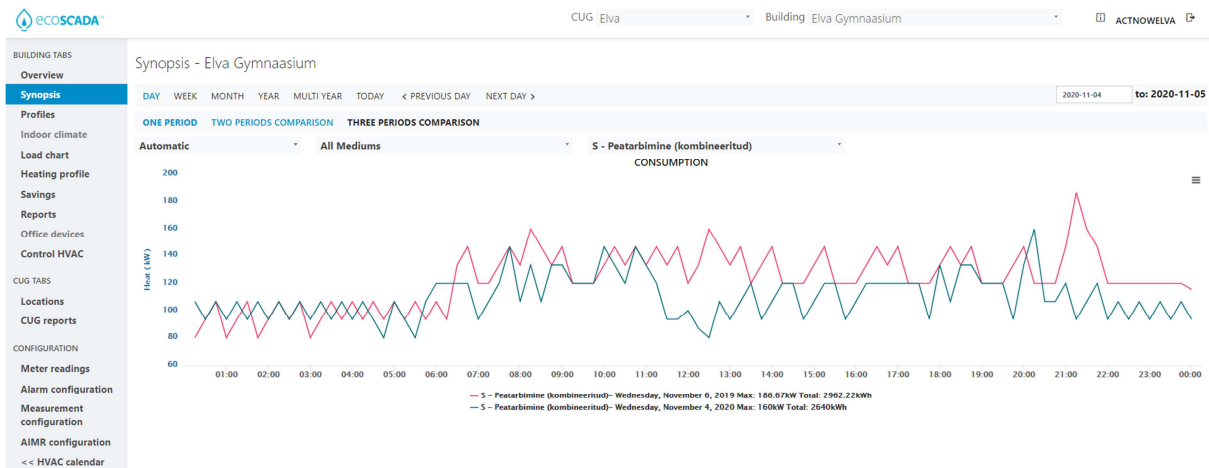 ecoSCADA™ CUG Elva Building Elva Gymnaasium ACTNOWELVA
BUILDING TABS
Overview
Synopsis
Profiles
Indoor climate
Load chart
Heating profile
Savings
Reports
Office devices
Control HVAC
CUG TABS
Locations
CUG reports
CONFIGURATION
Meter readings
Alarm configuration
Measurement
configuration
AIMR configuration
<< HVAC calendar
Synopsis - Elva Gymnaasium
DAY WEEK MONTH YEAR MULTI YEAR TODAY < PREVIOUS DAY NEXT DAY > 2020-11-04 to: 2020-11-05
ONE PERIOD TWO PERIODS COMPARISON THREE PERIODS COMPARISON
Automatic All Mediums S - Peatarbimine (kombineeritud)
CONSUMPTION
200
180
160
140
120
100
80
60
Heat (kW)
01:00 02:00 03:00 04:00 05:00 06:00 07:00 08:00 09:00 10:00 11:00 12:00 13:00 14:00 15:00 16:00 17:00 18:00 19:00 20:00 21:00 22:00 23:00 00:00
S - Peatarbimine (kombineeritud)- Wednesday, November 6, 2019 Max: 186.67kW Total: 2962.22kWh
S - Peatarbimine (kombineeritud)- Wednesday, November 4, 2020 Max: 160kW Total: 2640kWh